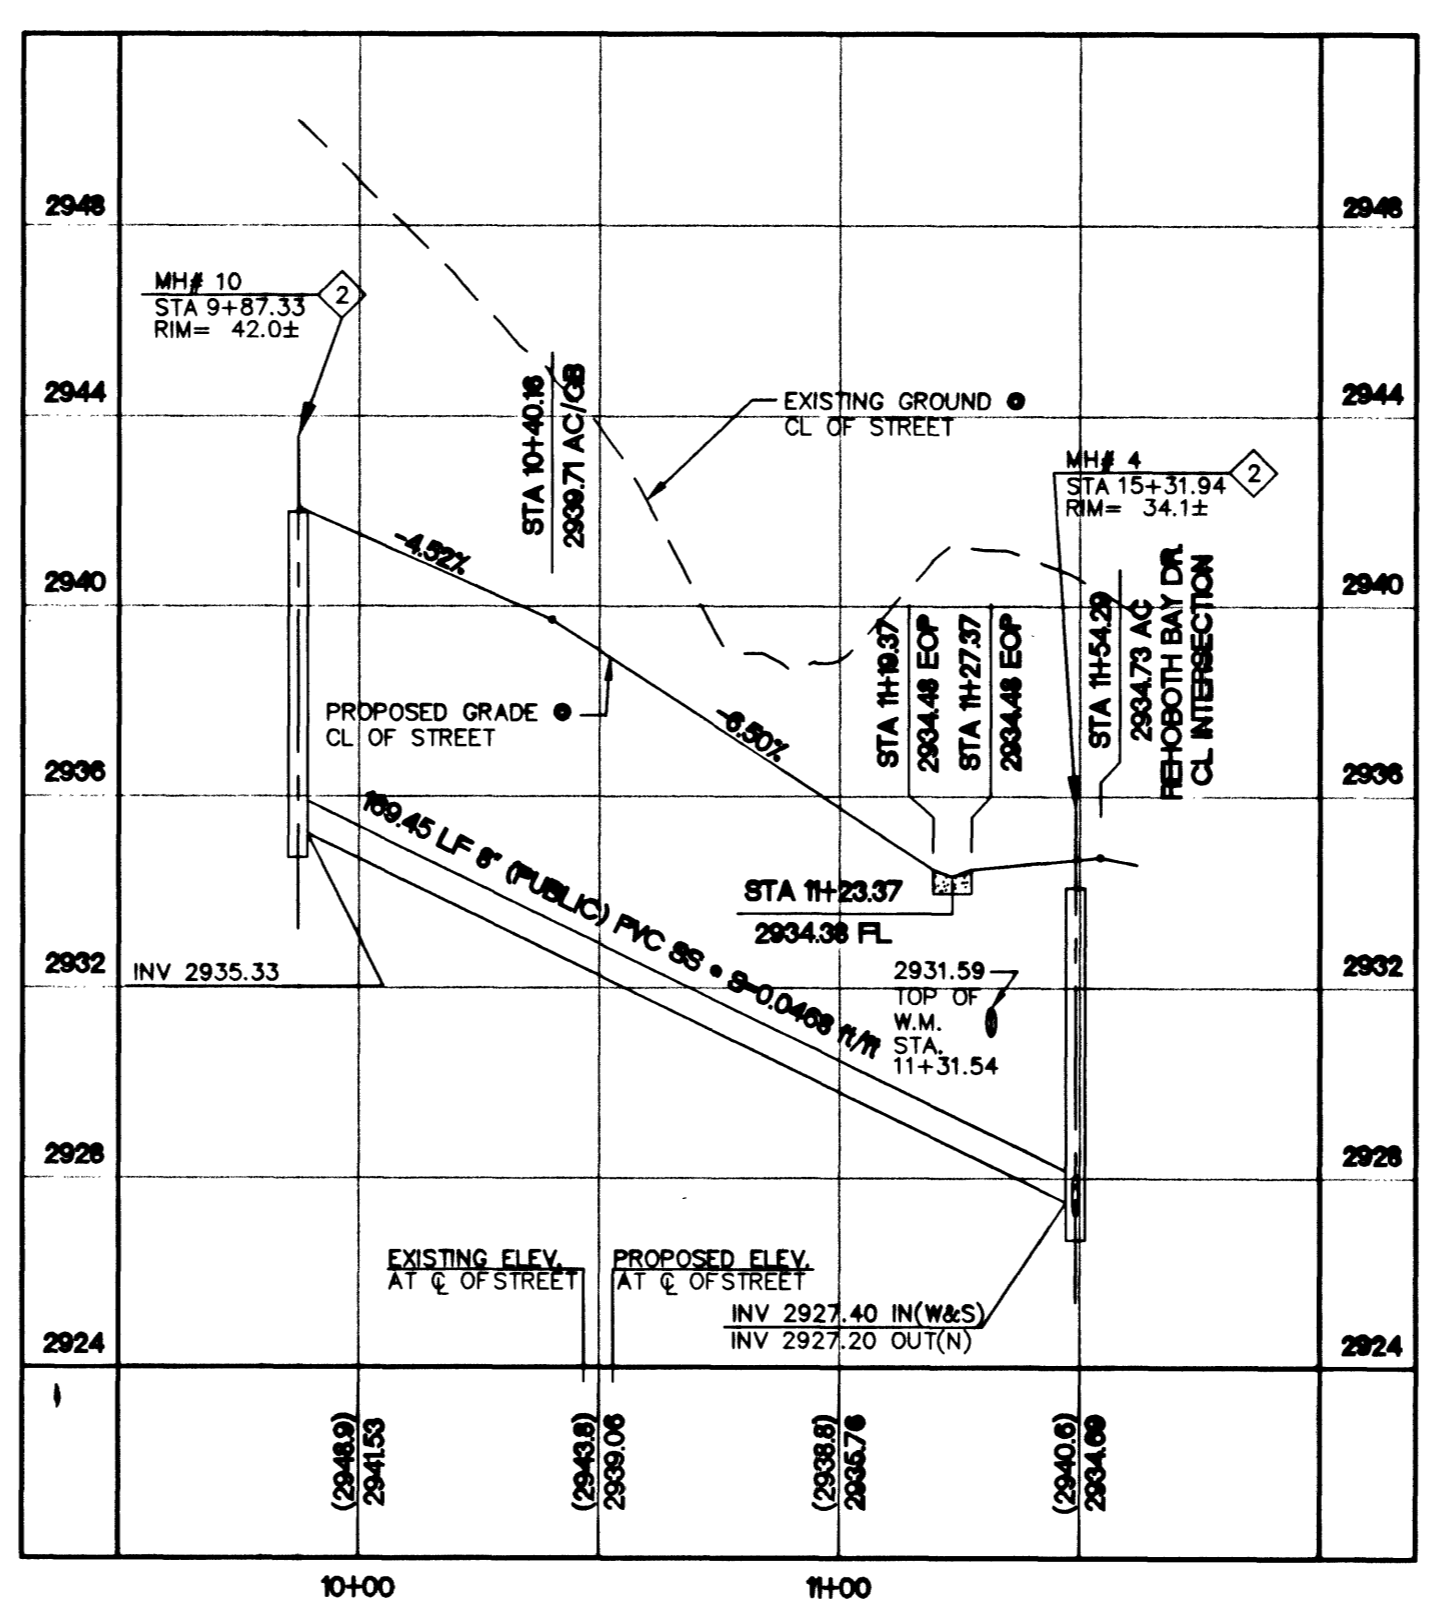 2948
2948
MH# 10
STA 9+87.33
RIM= 42.0±
2
2944
2944
STA 10+40.16
2939.71 AC/GB
EXISTING GROUND @
CL OF STREET
MH# 4
STA 15+31.94
RIM= 34.1±
2
-4.52%
2940
2940
STA 11+19.37
2934.48 EOP
STA 11+27.37
2934.48 EOP
STA 11+54.29
2934.73 AC
REHOBOTH BAY DR.
CL INTERSECTION
PROPOSED GRADE @
CL OF STREET
-6.50%
2936
2936
169.45 LF 8" (PUBLIC) PVC SS @ S=0.0468 ft/ft
STA 11+23.37
2934.38 FL
2932
2932
INV 2935.33
2931.59
TOP OF
W.M.
STA.
11+31.54
2928
2928
EXISTING ELEV.
AT ℄ OF STREET
PROPOSED ELEV.
AT ℄ OF STREET
INV 2927.40 IN(W&S)
INV 2927.20 OUT(N)
2924
2924
(2948.9)
2941.53
(2943.8)
2939.06
(2938.8)
2935.76
(2940.6)
2934.69
10+00
11+00